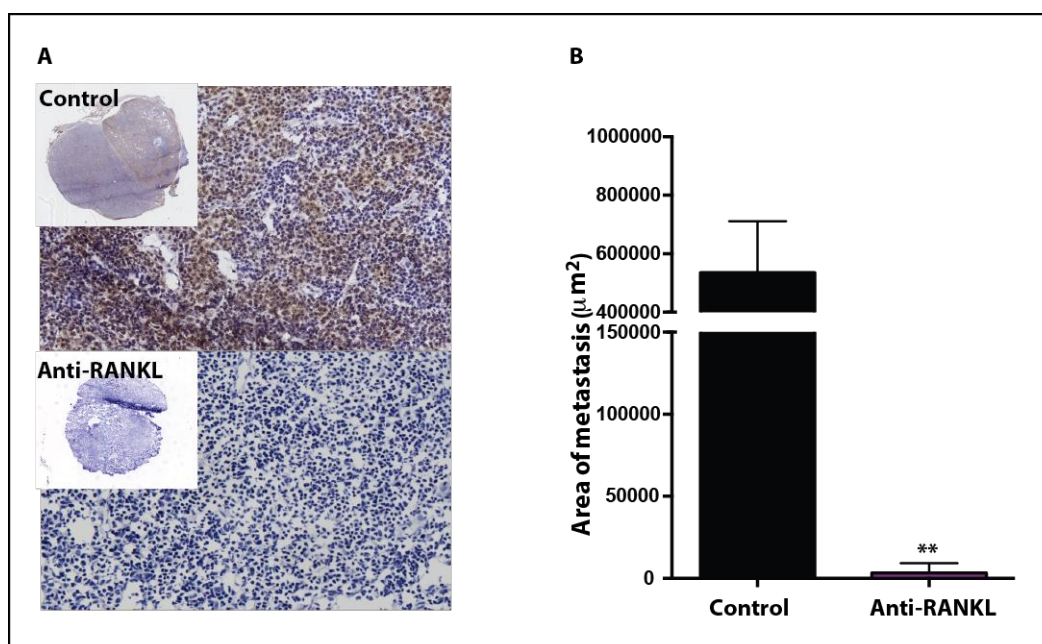 A
Control
Anti-RANKL
B
Area of metastasis (μm²)
1000000
800000
600000
400000
150000
100000
50000
0
**
Control
Anti-RANKL